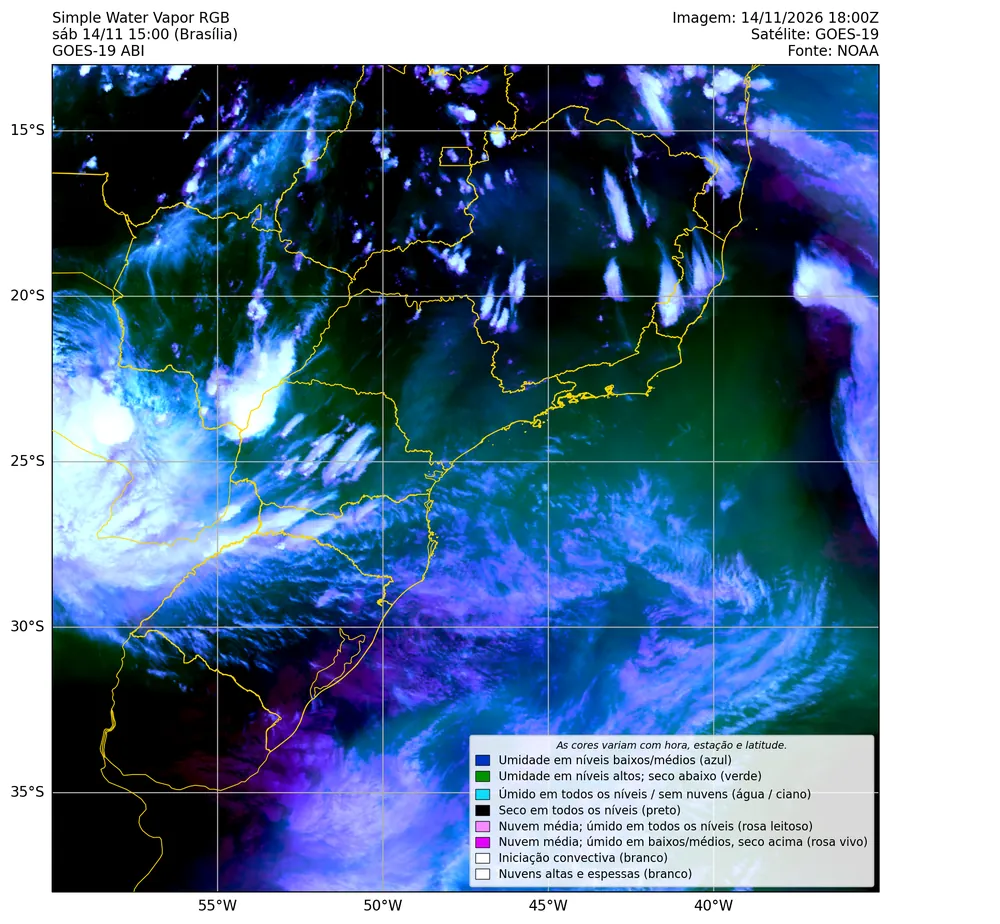 Simple Water Vapor RGB
sáb 14/11 15:00 (Brasília)
GOES-19 ABI
Imagem: 14/11/2026 18:00Z
Satélite: GOES-19
Fonte: NOAA
15°S
20°S
25°S
30°S
35°S
55°W
50°W
45°W
40°W
As cores variam com hora, estação e latitude.
Umidade em níveis baixos/médios (azul)
Umidade em níveis altos; seco abaixo (verde)
Úmido em todos os níveis / sem nuvens (água / ciano)
Seco em todos os níveis (preto)
Nuvem média; úmido em todos os níveis (rosa leitoso)
Nuvem média; úmido em baixos/médios, seco acima (rosa vivo)
Iniciação convectiva (branco)
Nuvens altas e espessas (branco)